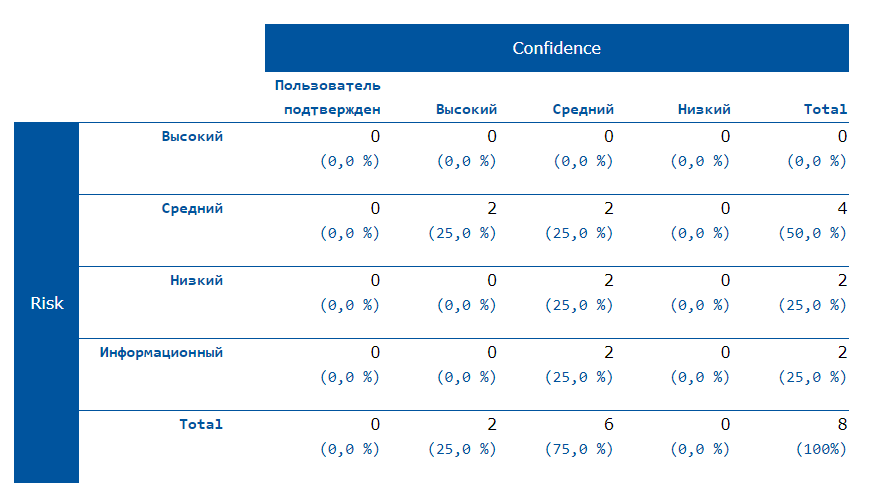 Confidence
Пользователь
подтвержден Высокий Средний Низкий Total
Высокий 0 0 0 0 0
(0,0 %) (0,0 %) (0,0 %) (0,0 %) (0,0 %)
Средний 0 2 2 0 4
(0,0 %) (25,0 %) (25,0 %) (0,0 %) (50,0 %)
Risk
Низкий 0 0 2 0 2
(0,0 %) (0,0 %) (25,0 %) (0,0 %) (25,0 %)
Информационный 0 0 2 0 2
(0,0 %) (0,0 %) (25,0 %) (0,0 %) (25,0 %)
Total 0 2 6 0 8
(0,0 %) (25,0 %) (75,0 %) (0,0 %) (100%)